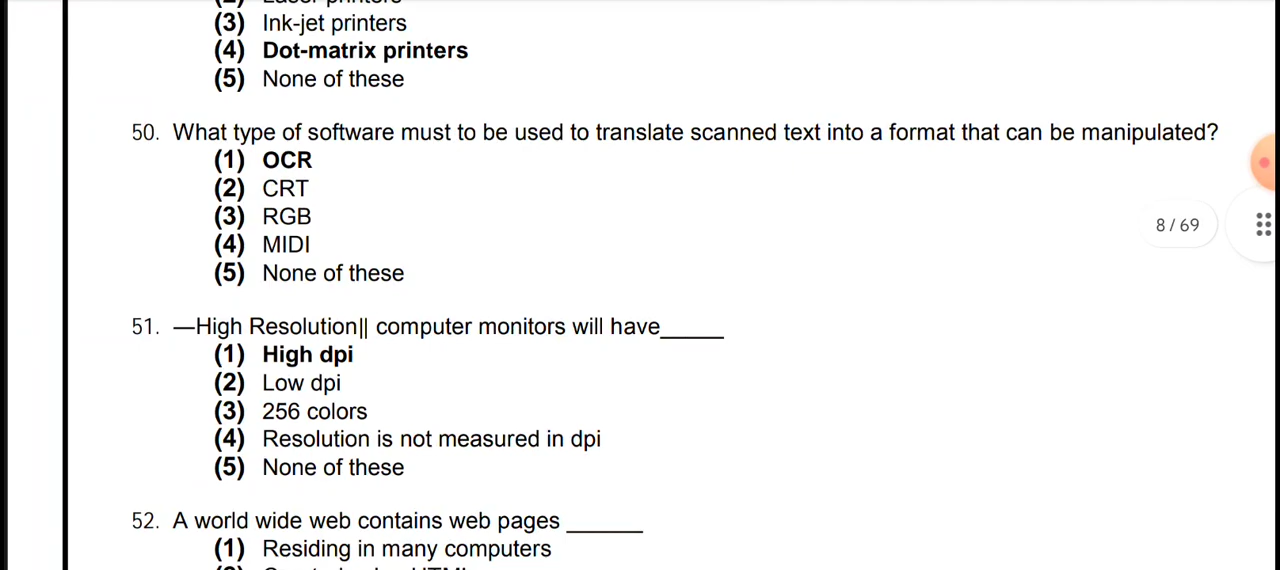 (3) Ink-jet printers
(4) Dot-matrix printers
(5) None of these
50. What type of software must to be used to translate scanned text into a format that can be manipulated?
(1) OCR
(2) CRT
(3) RGB
(4) MIDI
(5) None of these
8 / 69
51. —High Resolution‖ computer monitors will have_____
(1) High dpi
(2) Low dpi
(3) 256 colors
(4) Resolution is not measured in dpi
(5) None of these
52. A world wide web contains web pages ______
(1) Residing in many computers